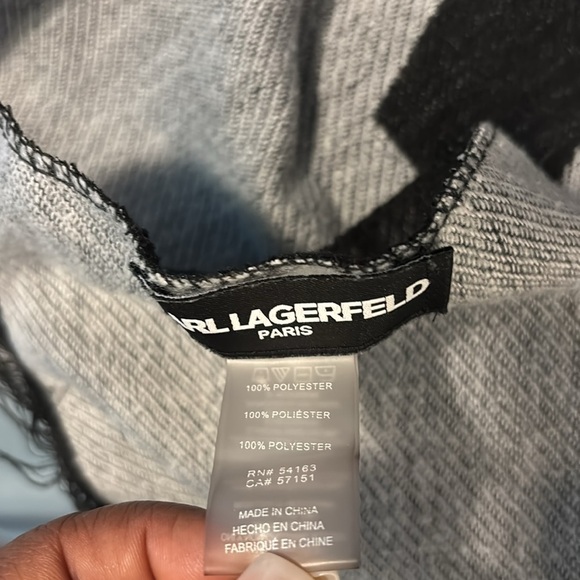 ARL LAGERFELD
PARIS
100% POLYESTER
100% POLIÉSTER
100% POLYESTER
RN# 54163
CA# 57151
MADE IN CHINA
HECHO EN CHINA
FABRIQUÉ EN CHINE